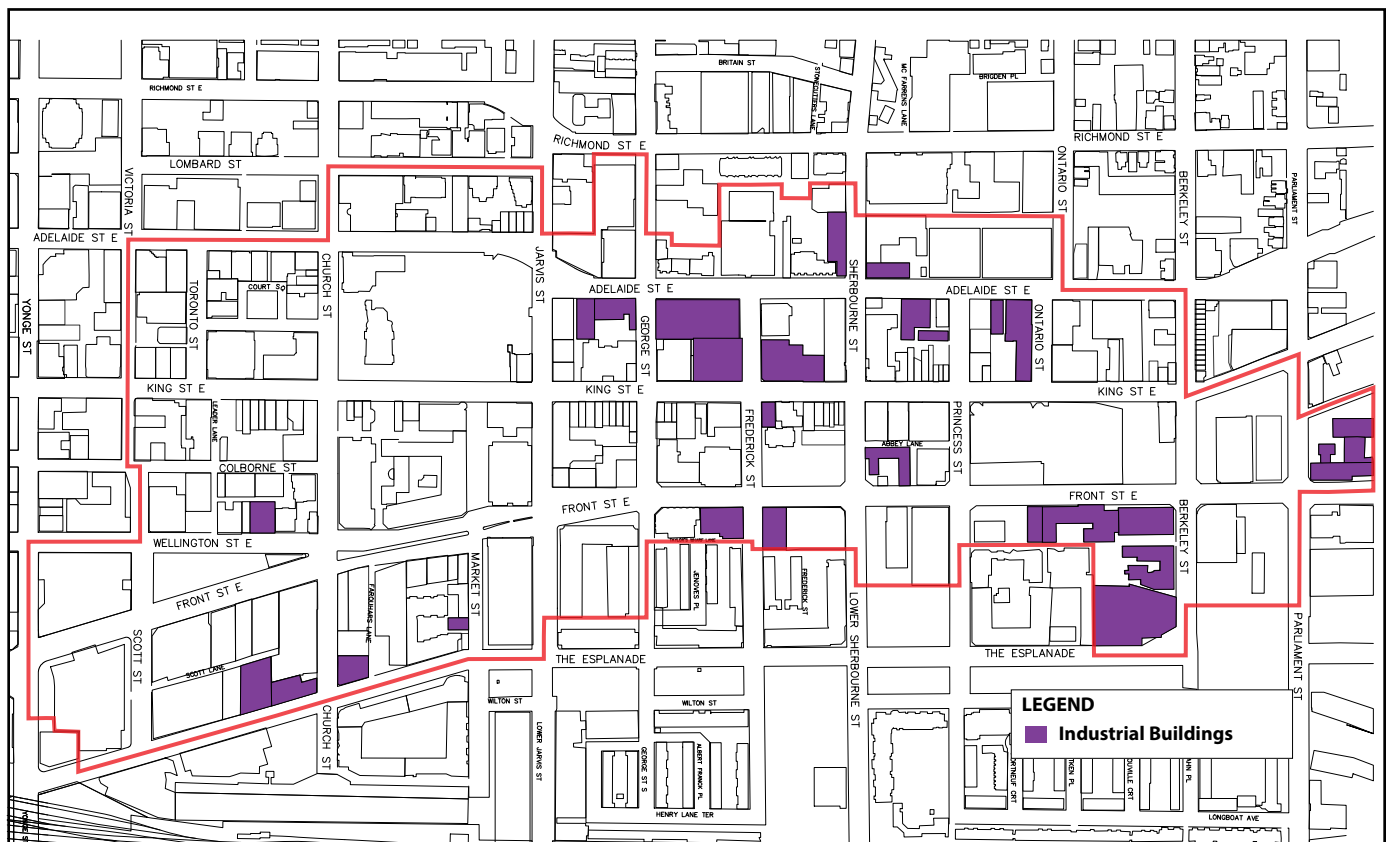 BRITAIN ST
STONECUTTERS LANE
MC FARRENS LANE
BRIGDEN PL
RICHMOND ST E
RICHMOND ST E
RICHMOND ST E
LOMBARD ST
VICTORIA ST
ONTARIO ST
BERKELEY ST
PARLIAMENT ST
ADELAIDE ST E
JARVIS ST
CHURCH ST
TORONTO ST
COURT SQ
YONGE ST
ADELAIDE ST E
SHERBOURNE ST
ADELAIDE ST E
GEORGE ST
ONTARIO ST
KING ST E
KING ST E
KING ST E
LEADER LANE
FREDERICK ST
PRINCESS ST
ABBEY LANE
COLBORNE ST
FRONT ST E
FRONT ST E
BERKELEY ST
WELLINGTON ST E
MARKET ST
FARQUHARS LANE
JENOVES PL
FREDERICK ST
FRONT ST E
LOWER SHERBOURNE ST
PARLIAMENT ST
SCOTT ST
SCOTT LANE
THE ESPLANADE
THE ESPLANADE
WILTON ST
WILTON ST
CHURCH ST
LOWER JARVIS ST
GEORGE ST S
ALBERT FRANCK PL
HENRY LANE TER
LONGBOAT AVE
LEGEND
Industrial Buildings